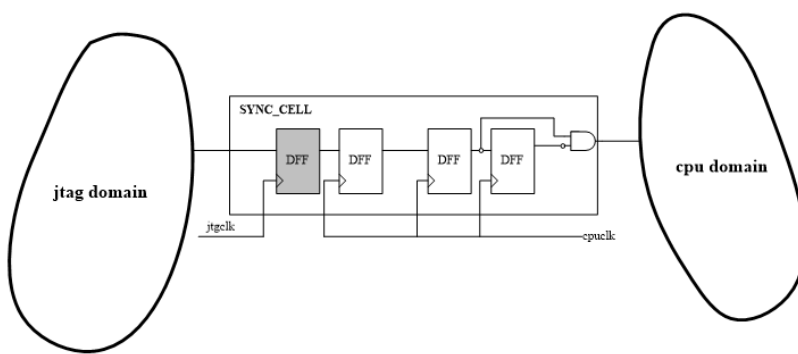 SYNC_CELL
DFF
DFF
DFF
DFF
jtag domain
cpu domain
jtgclk
cpuclk